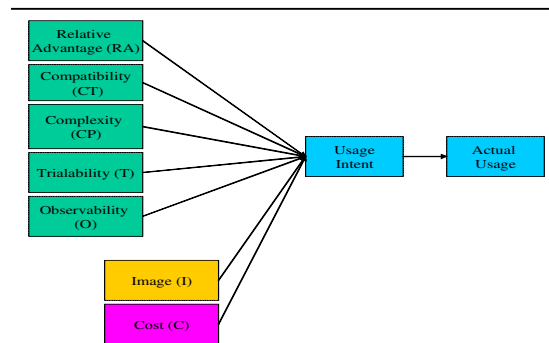 Relative
Advantage (RA)
Compatibility
(CT)
Complexity
(CP)
Trialability (T)
Observability
(O)
Usage
Intent
Actual
Usage
Image (I)
Cost (C)